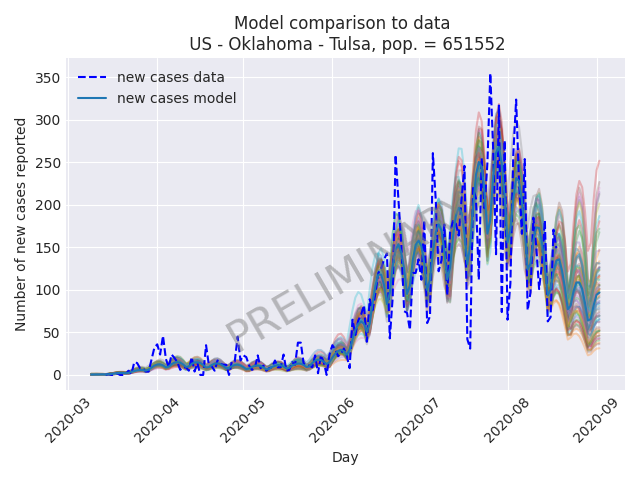 Model comparison to data
US - Oklahoma - Tulsa, pop. = 651552
new cases data
new cases model
Number of new cases reported
350
300
250
200
150
100
50
0
PRELIMINARY
2020-03
2020-04
2020-05
2020-06
2020-07
2020-08
2020-09
Day